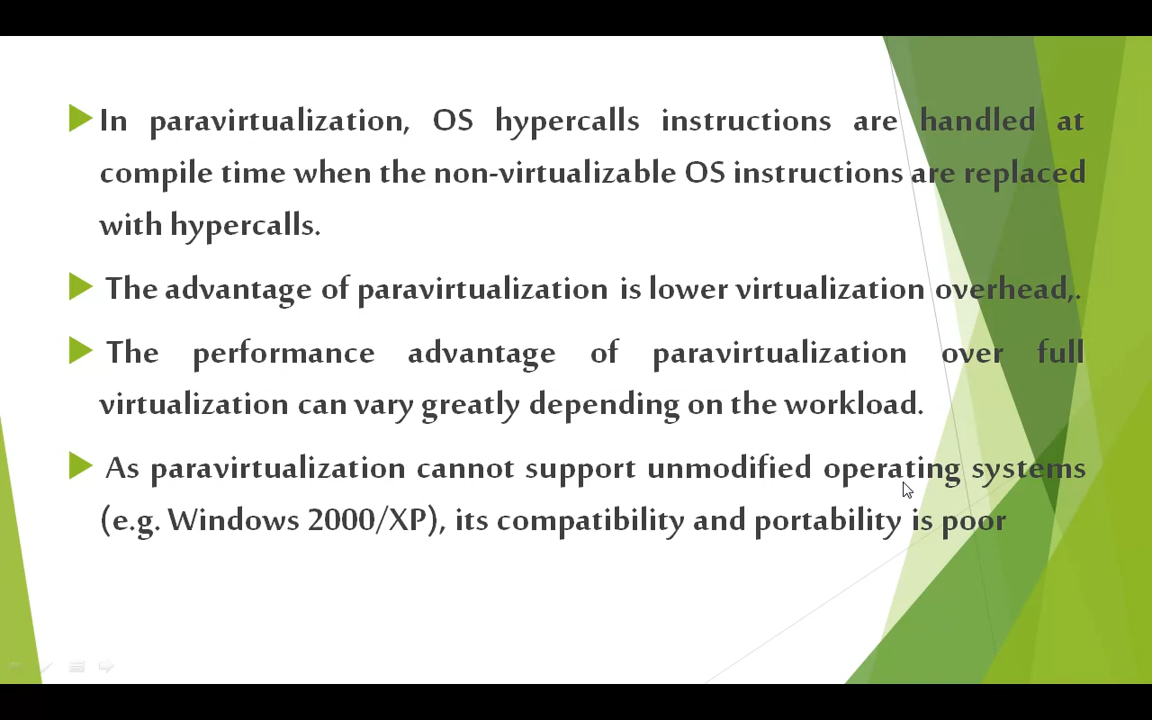 In paravirtualization, OS hypercalls instructions are handled at
compile time when the non-virtualizable OS instructions are replaced
with hypercalls.
The advantage of paravirtualization is lower virtualization overhead,.
The performance advantage of paravirtualization over full
virtualization can vary greatly depending on the workload.
As paravirtualization cannot support unmodified operating systems
(e.g. Windows 2000/XP), its compatibility and portability is poor